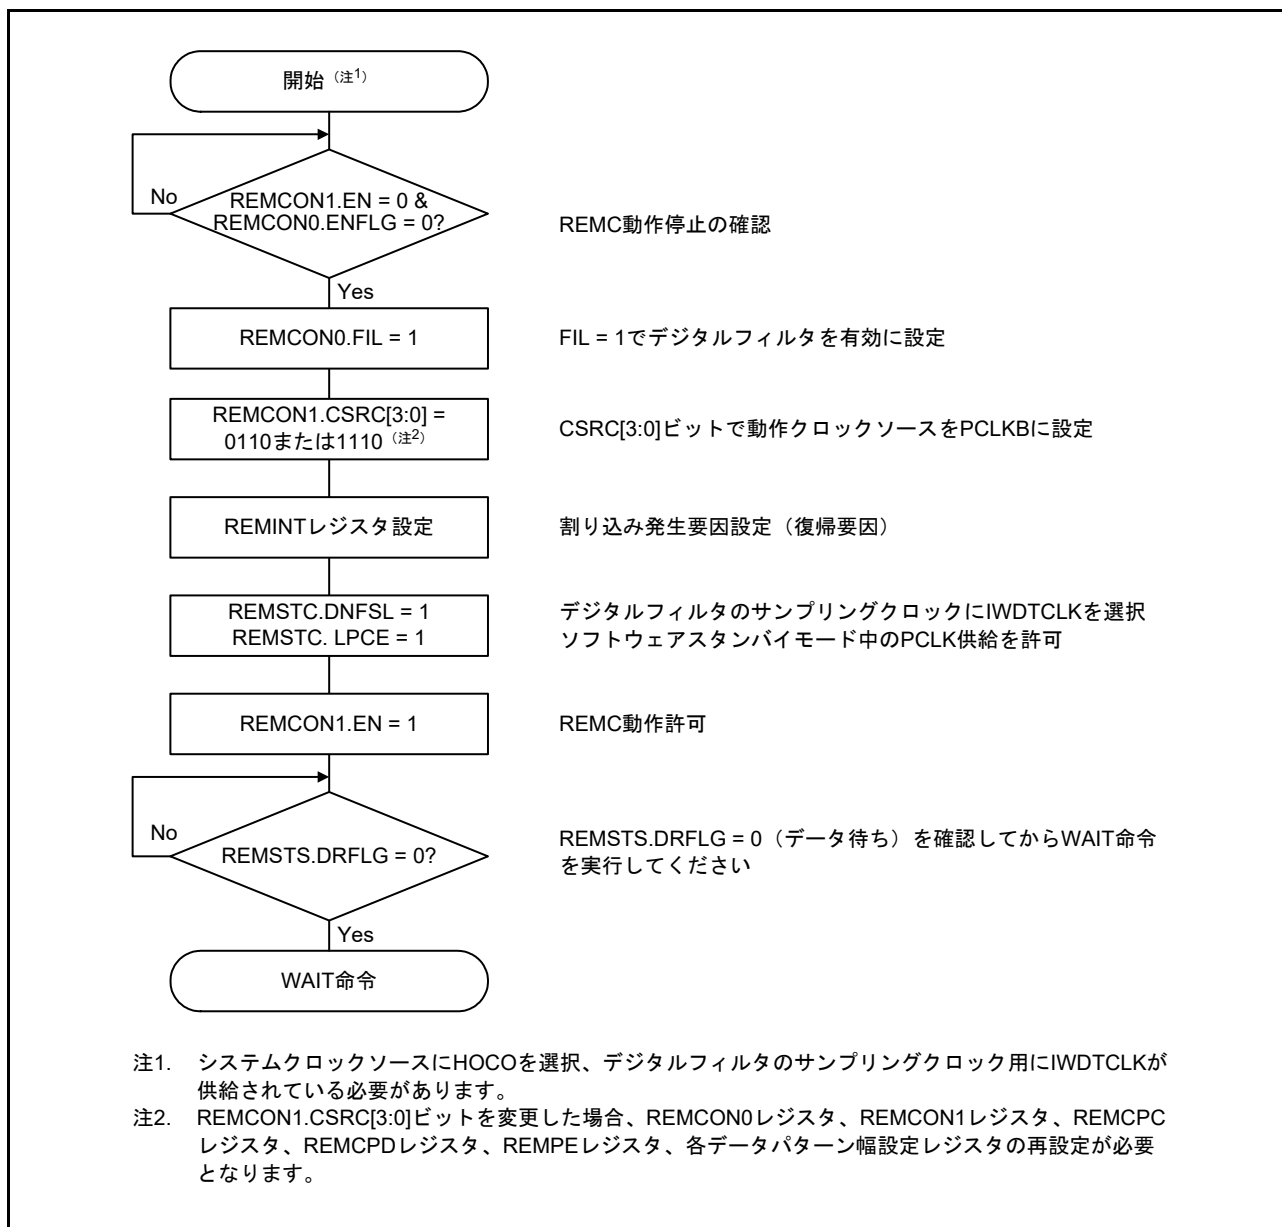 開始（注1）
No
REMCON1.EN = 0 &
REMCON0.ENFLG = 0?
REMC動作停止の確認
Yes
REMCON0.FIL = 1
FIL = 1でデジタルフィルタを有効に設定
REMCON1.CSRC[3:0] =
0110または1110（注2）
CSRC[3:0]ビットで動作クロックソースをPCLKBに設定
REMINTレジスタ設定
割り込み発生要因設定（復帰要因）
REMSTC.DNFSL = 1
REMSTC. LPCE = 1
デジタルフィルタのサンプリングクロックにIWDTCLKを選択
ソフトウェアスタンバイモード中のPCLK供給を許可
REMCON1.EN = 1
REMC動作許可
No
REMSTS.DRFLG = 0?
REMSTS.DRFLG = 0（データ待ち）を確認してからWAIT命令
を実行してください
Yes
WAIT命令
注1. システムクロックソースにHOCOを選択、デジタルフィルタのサンプリングクロック用にIWDTCLKが
供給されている必要があります。
注2. REMCON1.CSRC[3:0]ビットを変更した場合、REMCON0レジスタ、REMCON1レジスタ、REMCPC
レジスタ、REMCPDレジスタ、REMPEレジスタ、各データパターン幅設定レジスタの再設定が必要
となります。